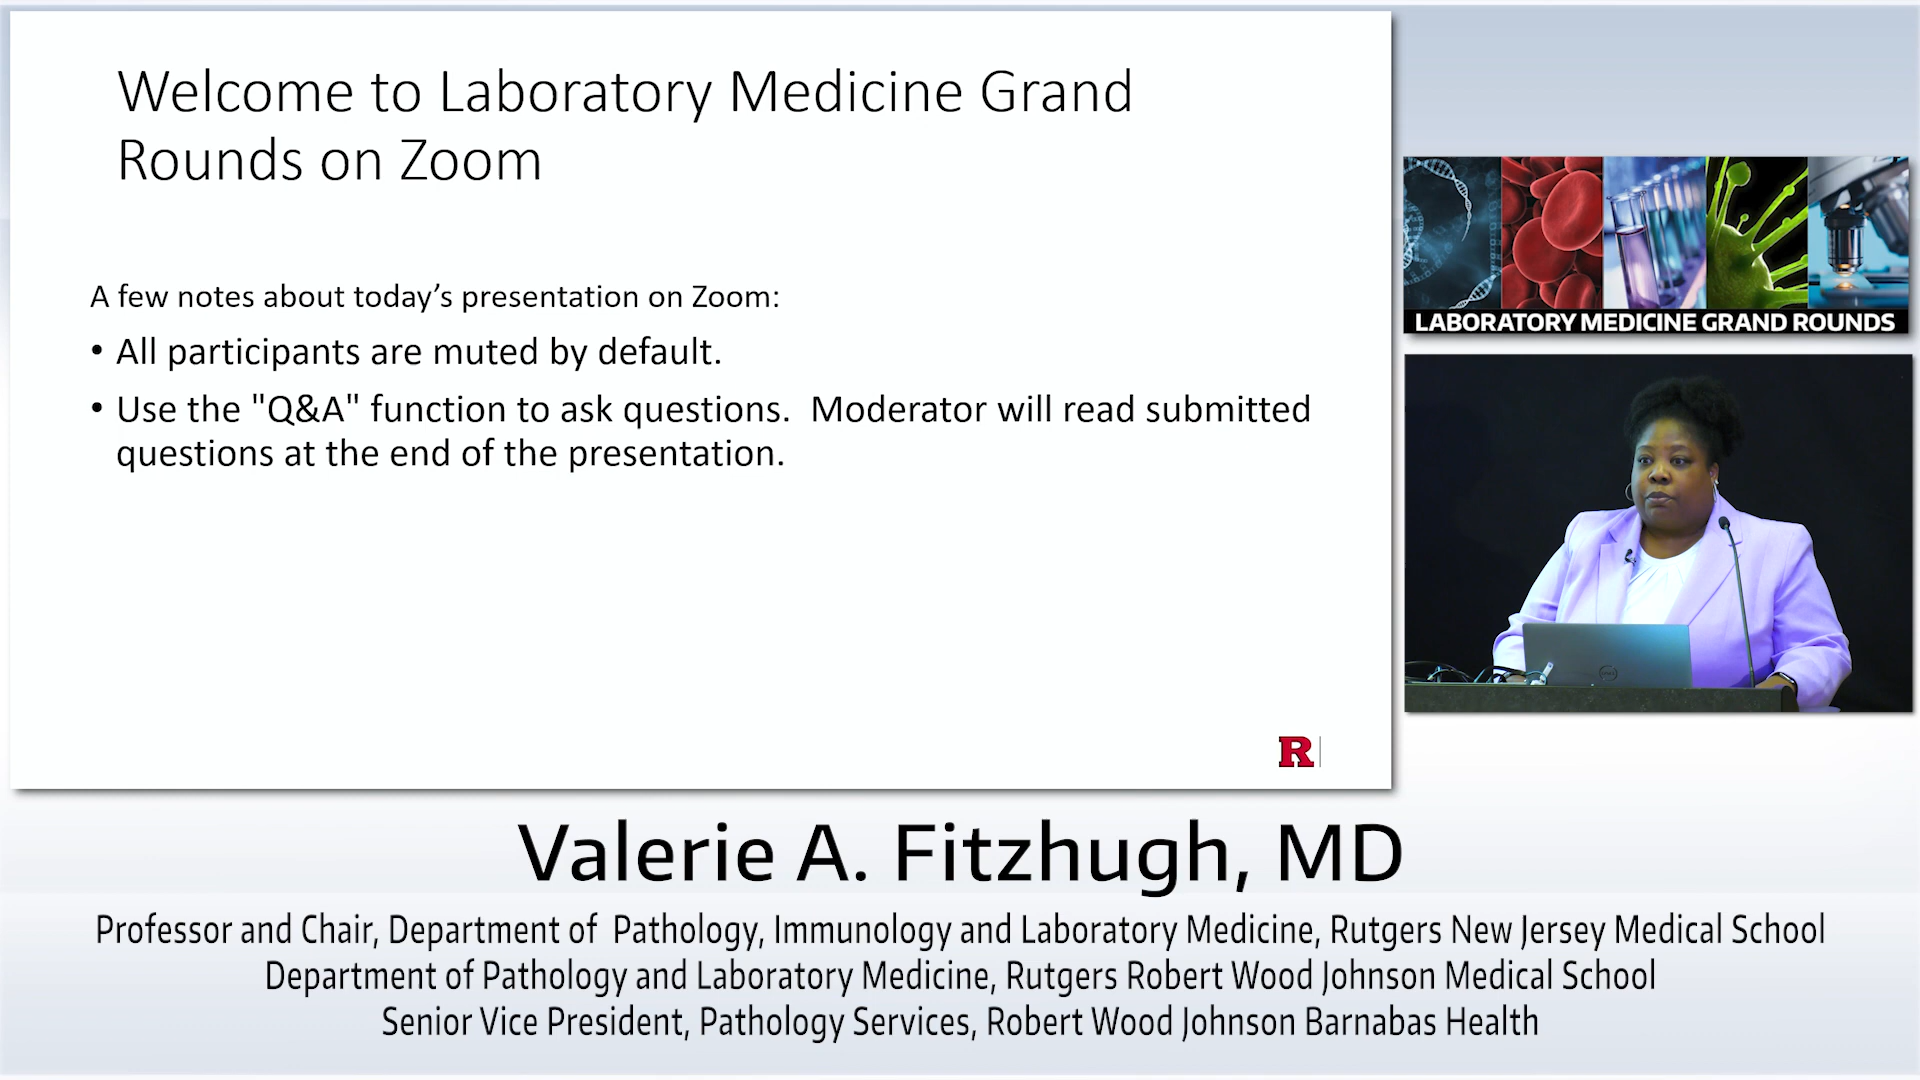 Welcome to Laboratory Medicine Grand
Rounds on Zoom
A few notes about today’s presentation on Zoom:
• All participants are muted by default.
• Use the "Q&A" function to ask questions.  Moderator will read submitted
questions at the end of the presentation.
R
LABORATORY MEDICINE GRAND ROUNDS
Valerie A. Fitzhugh, MD
Professor and Chair, Department of  Pathology, Immunology and Laboratory Medicine, Rutgers New Jersey Medical School
Department of Pathology and Laboratory Medicine, Rutgers Robert Wood Johnson Medical School
Senior Vice President, Pathology Services, Robert Wood Johnson Barnabas Health